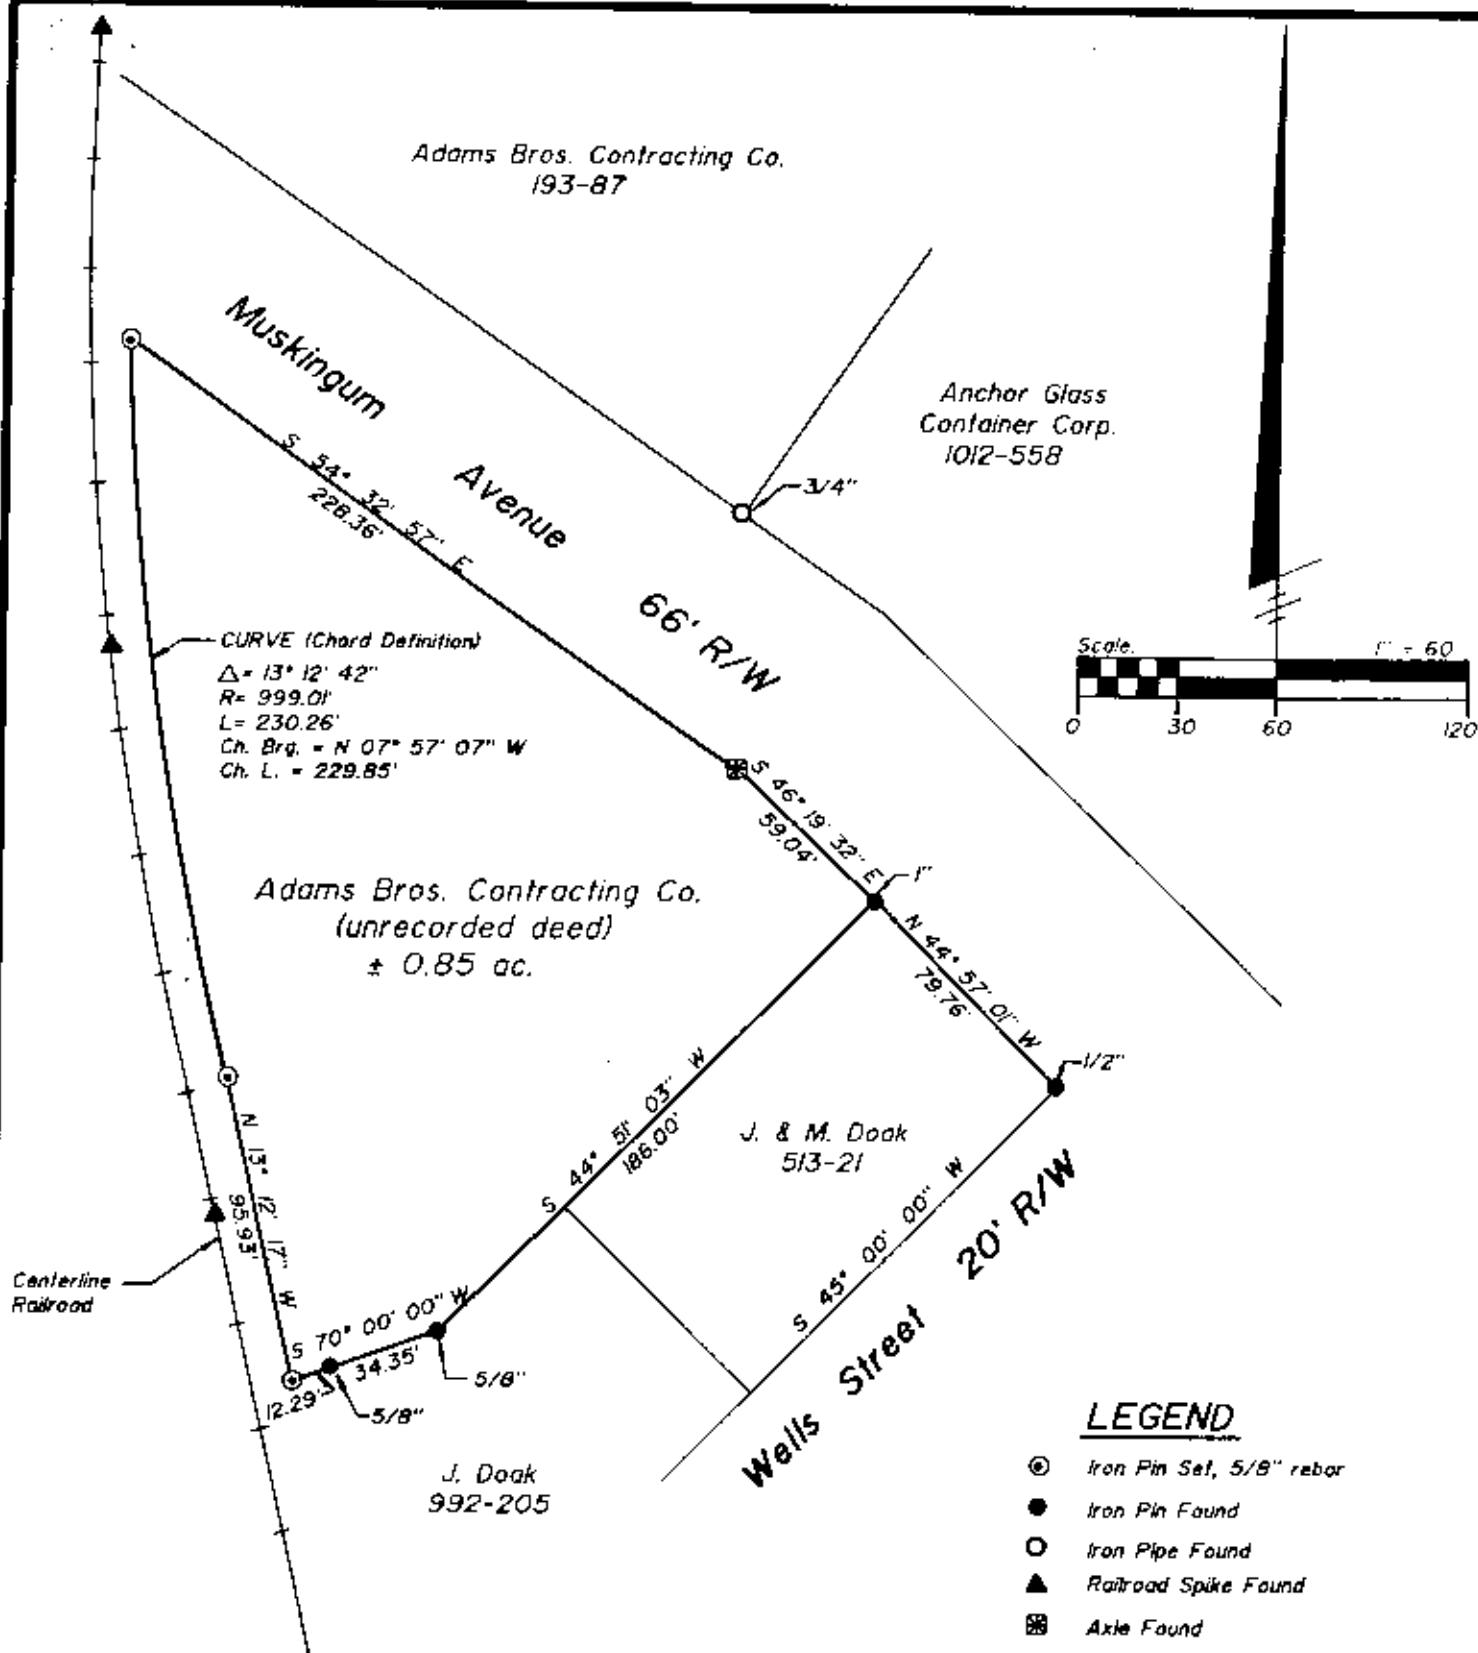 Adams Bros. Contracting Co.
193-87
Muskingum
Avenue
66' R/W
Anchor Glass
Container Corp.
1012-558
3/4"
S 54° 32' 57" E
228.36'
CURVE (Chord Definition)
Δ= 13° 12' 42"
R= 999.01'
L= 230.26'
Ch. Brg. = N 07° 57' 07" W
Ch. L. = 229.85'
Scale.
1" = 60
0 30 60 120
S 46° 19' 32" E
59.04'
1"
Adams Bros. Contracting Co.
(unrecorded deed)
± 0.85 ac.
N 44° 57' 01" W
79.76'
1/2"
S 44° 51' 03" W
186.00'
J. & M. Doak
513-21
N 13° 12' 17" W
95.93'
S 45° 00' 00" W
20' R/W
Wells Street
Centerline
Railroad
S 70° 00' 00" W
34.35'
12.29'
5/8"
5/8"
J. Doak
992-205
LEGEND
Iron Pin Set, 5/8" rebar
Iron Pin Found
Iron Pipe Found
Railroad Spike Found
Axle Found